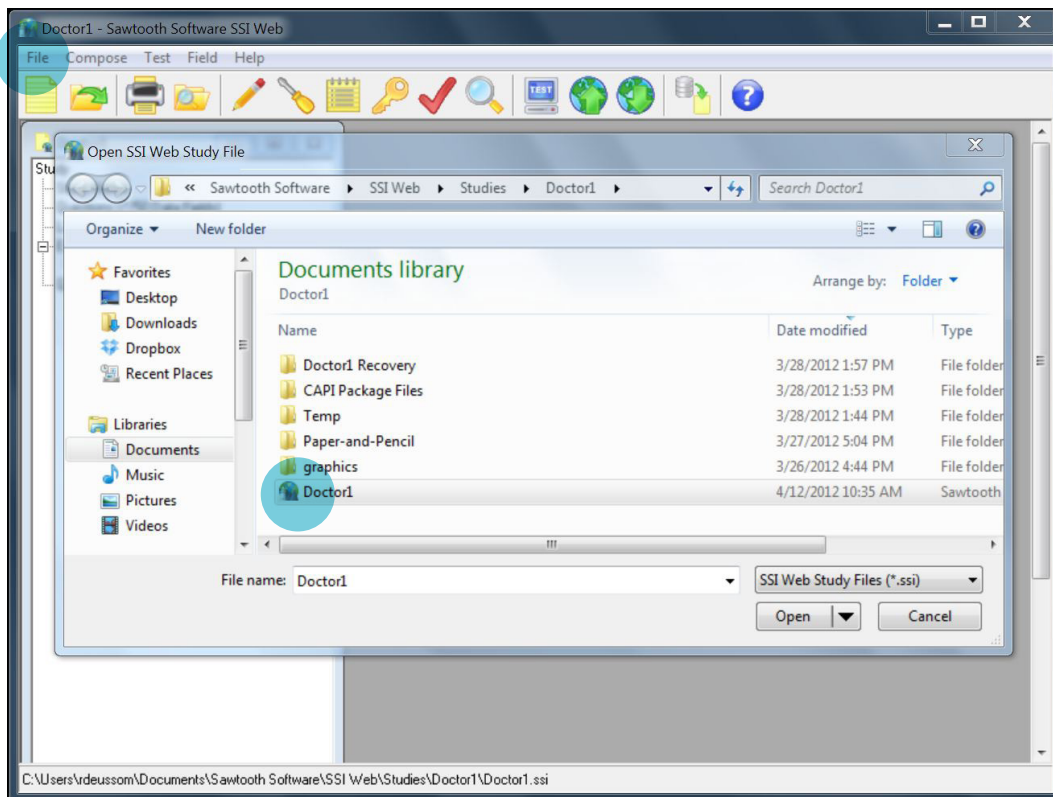 Doctor1 - Sawtooth Software SSI Web
File Compose Test Field Help
TEST
Open SSI Web Study File
Stu
« Sawtooth Software SSI Web Studies Doctor1 Search Doctor1
Organize New folder
Favorites
Desktop
Downloads
Dropbox
Recent Places
Libraries
Documents
Music
Pictures
Videos
Documents library
Doctor1
Arrange by: Folder
Name Date modified Type
Doctor1 Recovery 3/28/2012 1:57 PM File folder
CAPI Package Files 3/28/2012 1:53 PM File folder
Temp 3/28/2012 1:44 PM File folder
Paper-and-Pencil 3/27/2012 5:04 PM File folder
graphics 3/26/2012 4:44 PM File folder
Doctor1 4/12/2012 10:35 AM Sawtooth
File name: Doctor1 SSI Web Study Files (*.ssi)
Open Cancel
C:\Users\rdeussom\Documents\Sawtooth Software\SSI Web\Studies\Doctor1\Doctor1.ssi